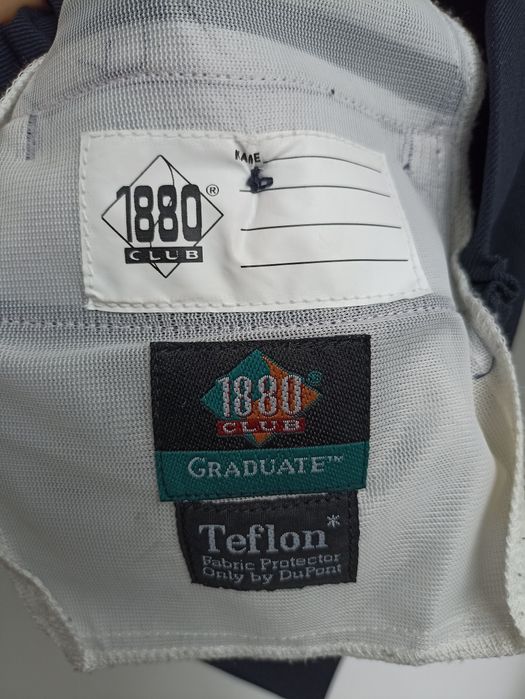 NAME
1880®
CLUB
1880®
CLUB
GRADUATE™
Teflon*
Fabric Protector
Only by DuPont